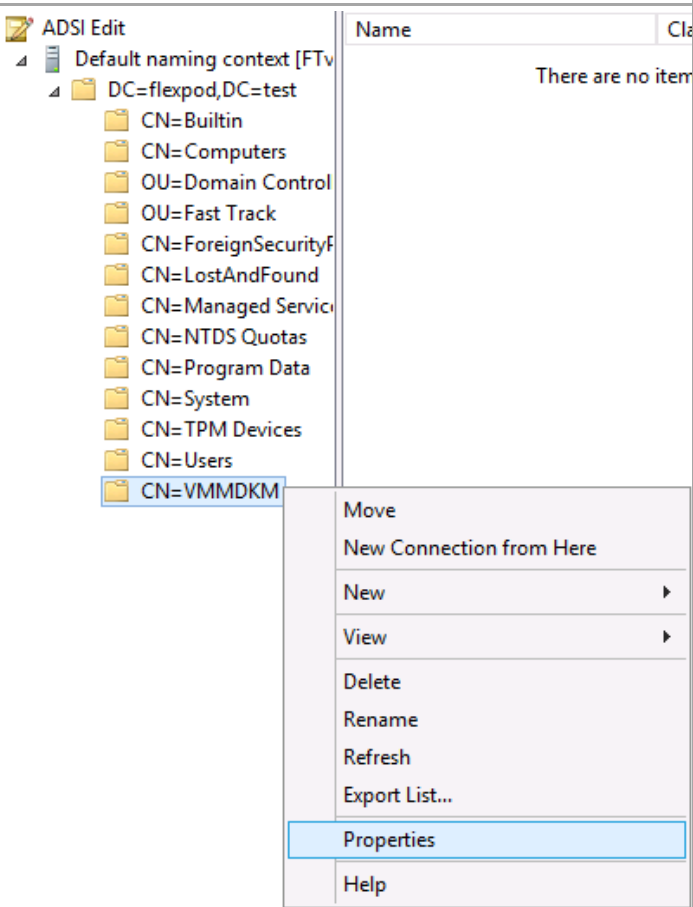 ADSI Edit
Name
Cla
Default naming context [FTv
There are no item
DC=flexpod,DC=test
CN=Builtin
CN=Computers
OU=Domain Control
OU=Fast Track
CN=ForeignSecurityP
CN=LostAndFound
CN=Managed Servic
CN=NTDS Quotas
CN=Program Data
CN=System
CN=TPM Devices
CN=Users
CN=VMMDKM
Move
New Connection from Here
New
View
Delete
Rename
Refresh
Export List...
Properties
Help